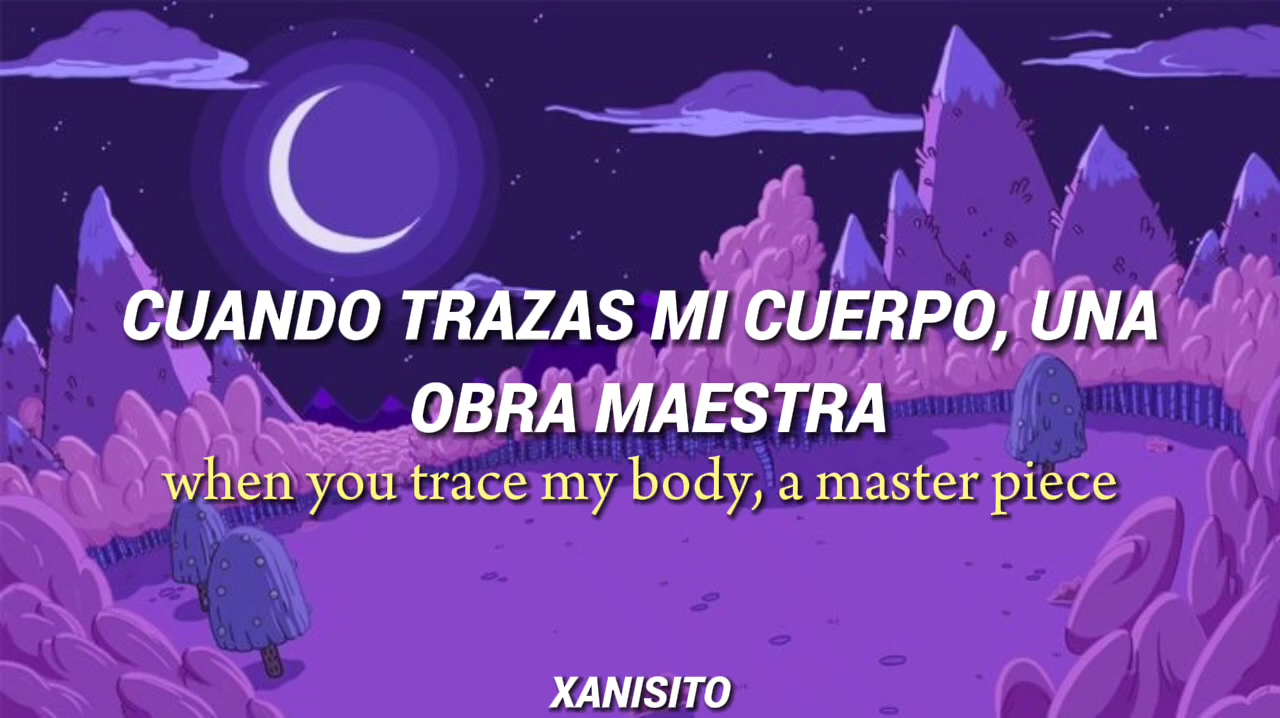 CUANDO TRAZAS MI CUERPO, UNA
OBRA MAESTRA
when you trace my body, a master piece
XANISITO